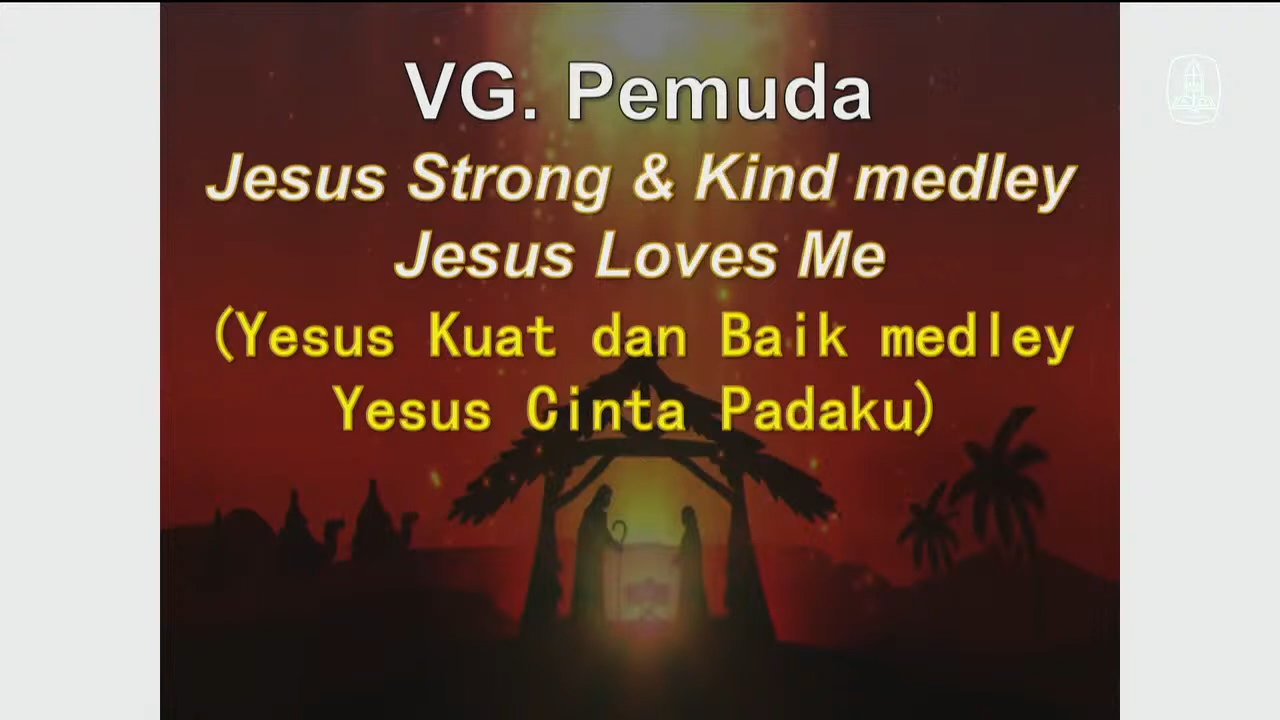 VG. Pemuda
Jesus Strong & Kind medley
Jesus Loves Me
(Yesus Kuat dan Baik medley
Yesus Cinta Padaku)